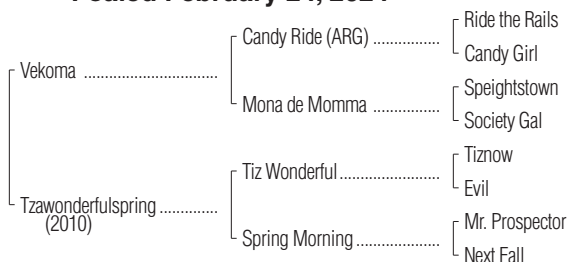 Foaled February
Ride the Rails
Candy Ride (ARG) ................
Candy Girl
Vekoma ................................
Speightstown
Mona de Momma ................
Society Gal
Tiznow
Tiz Wonderful ........................
Evil
Tzawonderfulspring ..............
(2010)
Mr. Prospector
Spring Morning ....................
Next Fall